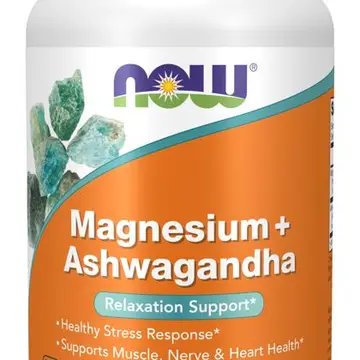 NOW®
Magnesium +
Ashwagandha
Relaxation Support*
•Healthy Stress Response*
•Supports Muscle, Nerve & Heart Health*